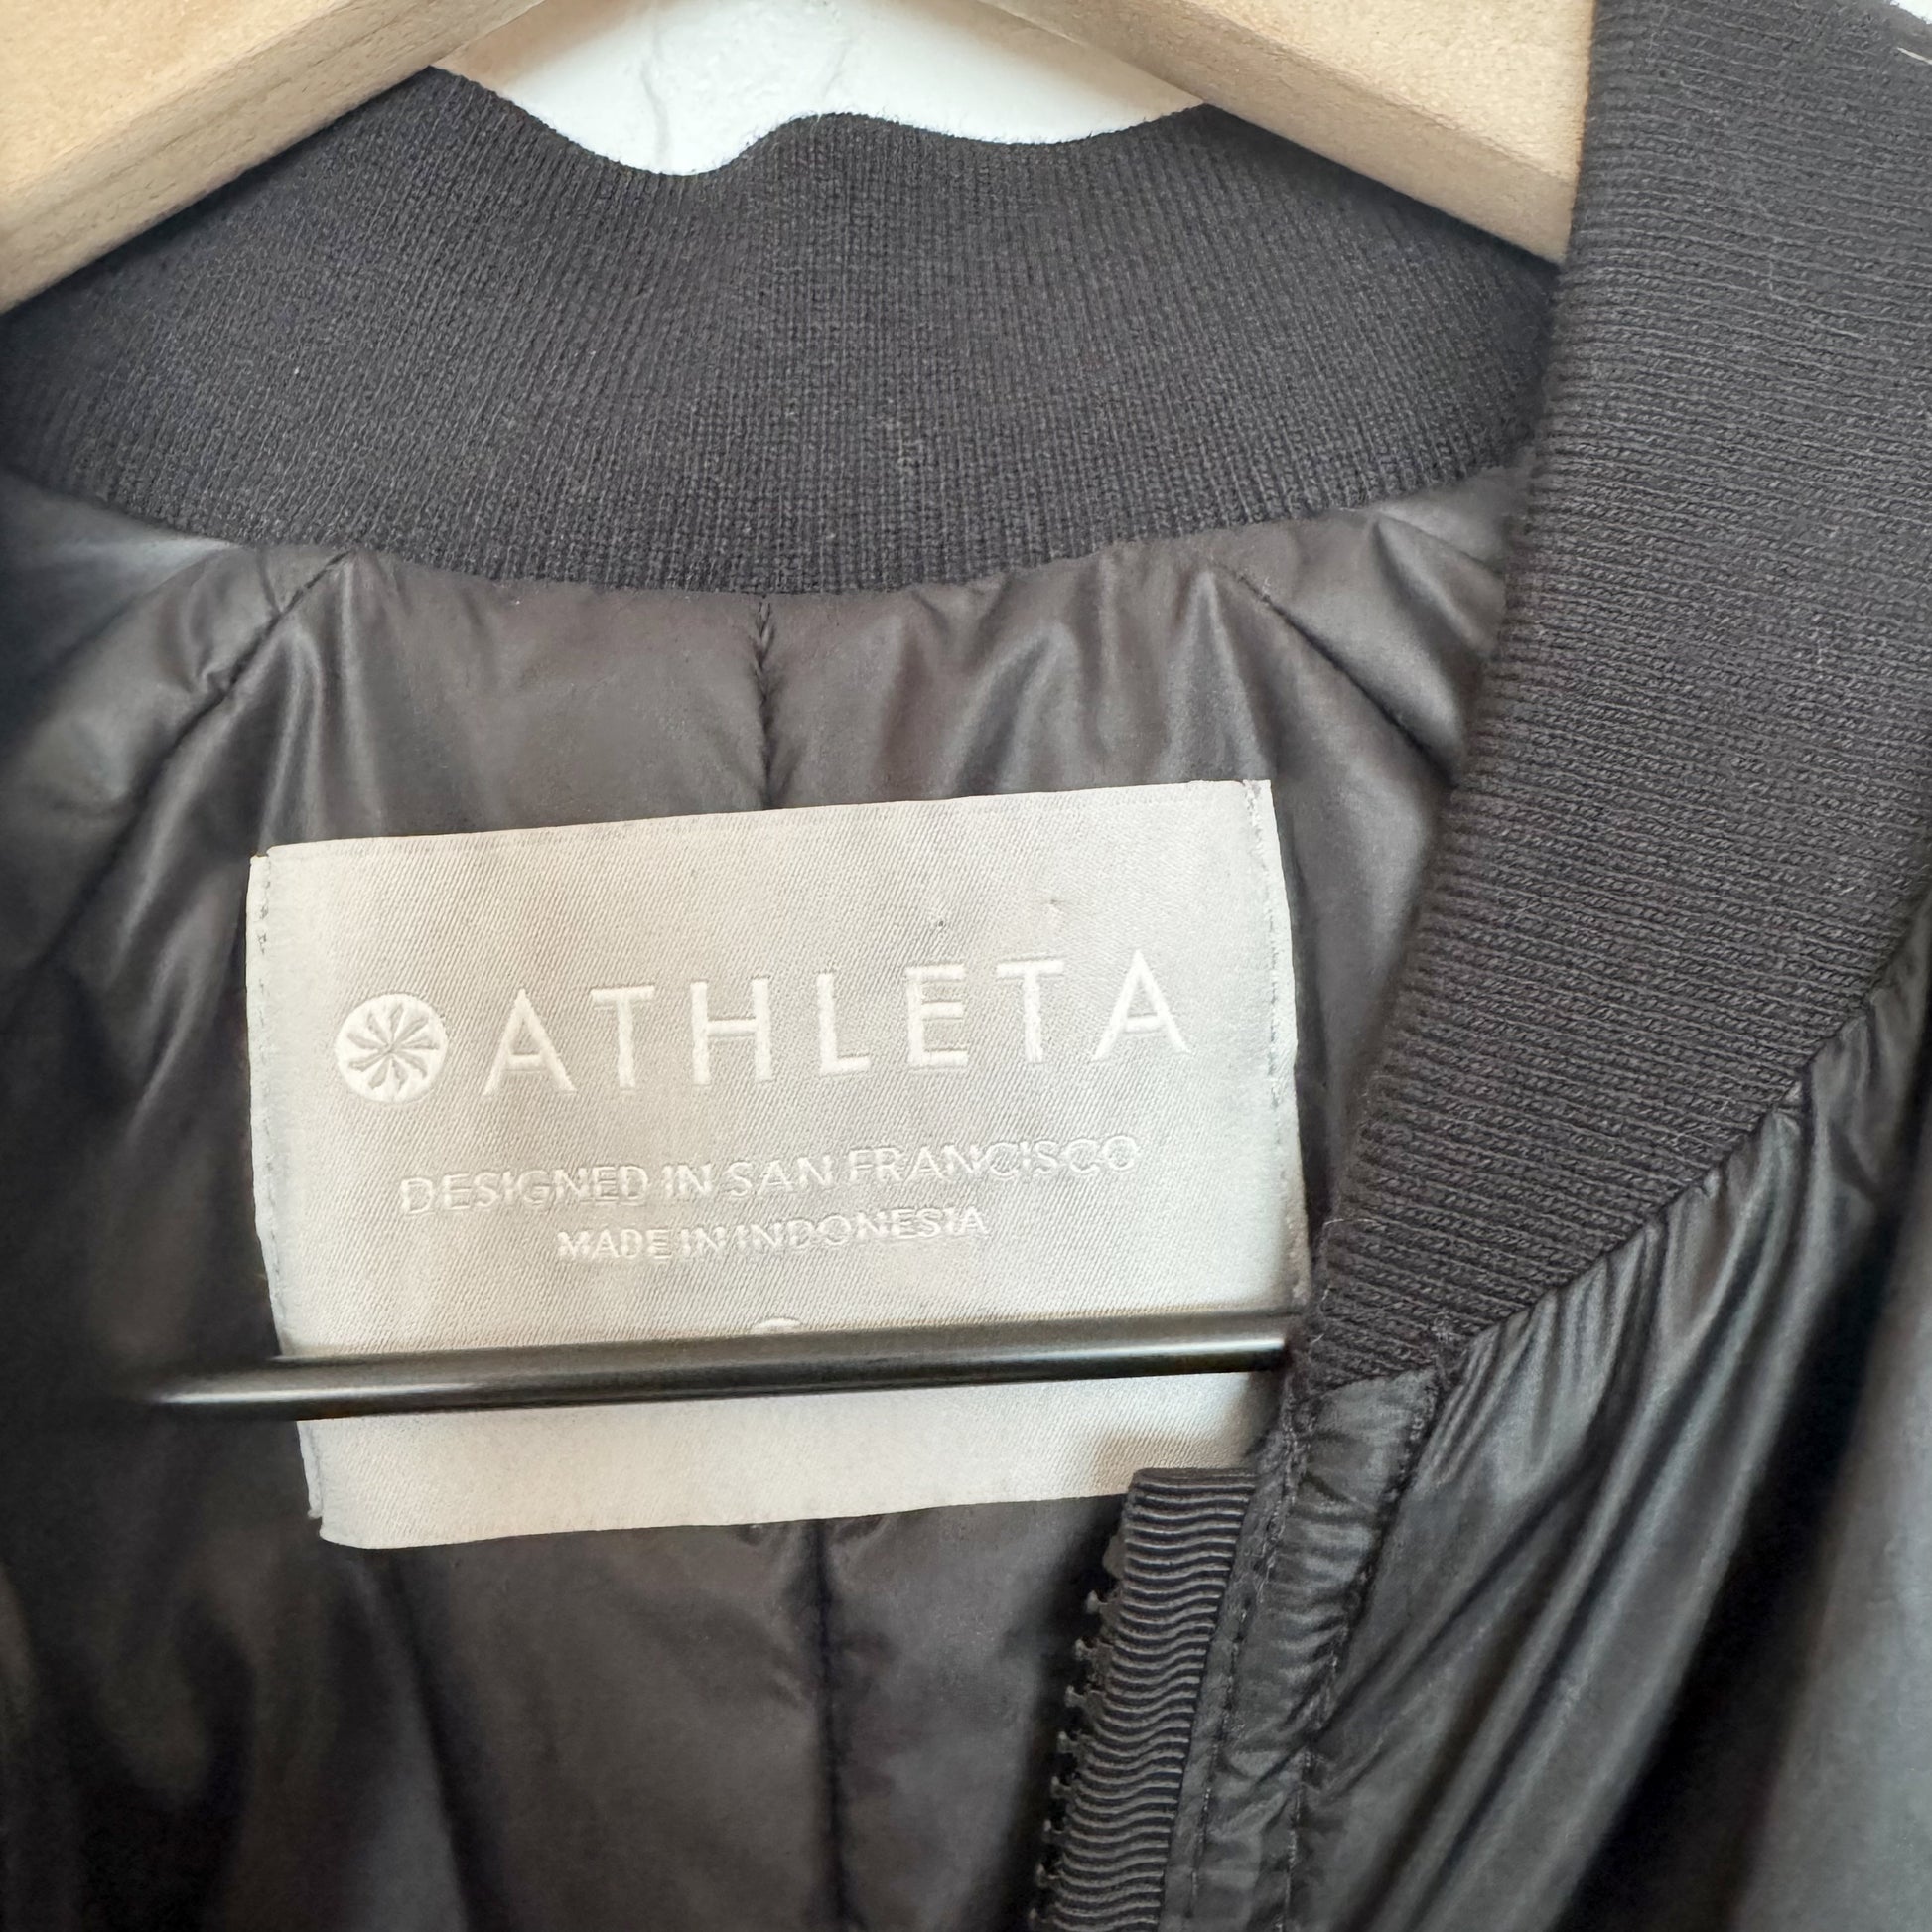 ATHLETA
DESIGNED IN SAN FRANCISCO
MADE IN INDONESIA